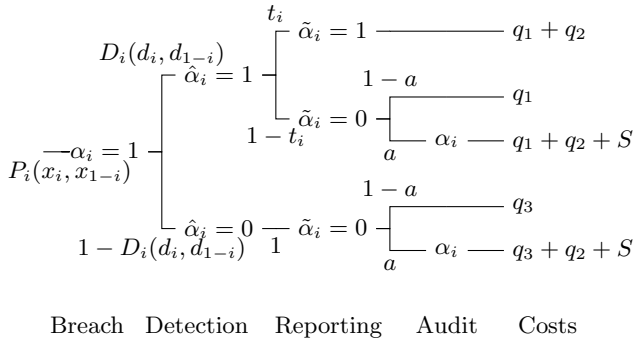 t_i
α̃_i = 1
q_1 + q_2
D_i(d_i, d_{1−i})
α̂_i = 1
1 − a
q_1
1 − t_i
α̃_i = 0
α_i
q_1 + q_2 + S
a
α_i = 1
P_i(x_i, x_{1−i})
1 − a
q_3
α̂_i = 0
α̃_i = 0
1 − D_i(d_i, d_{1−i})
1
α_i
q_3 + q_2 + S
a
Breach Detection Reporting Audit Costs